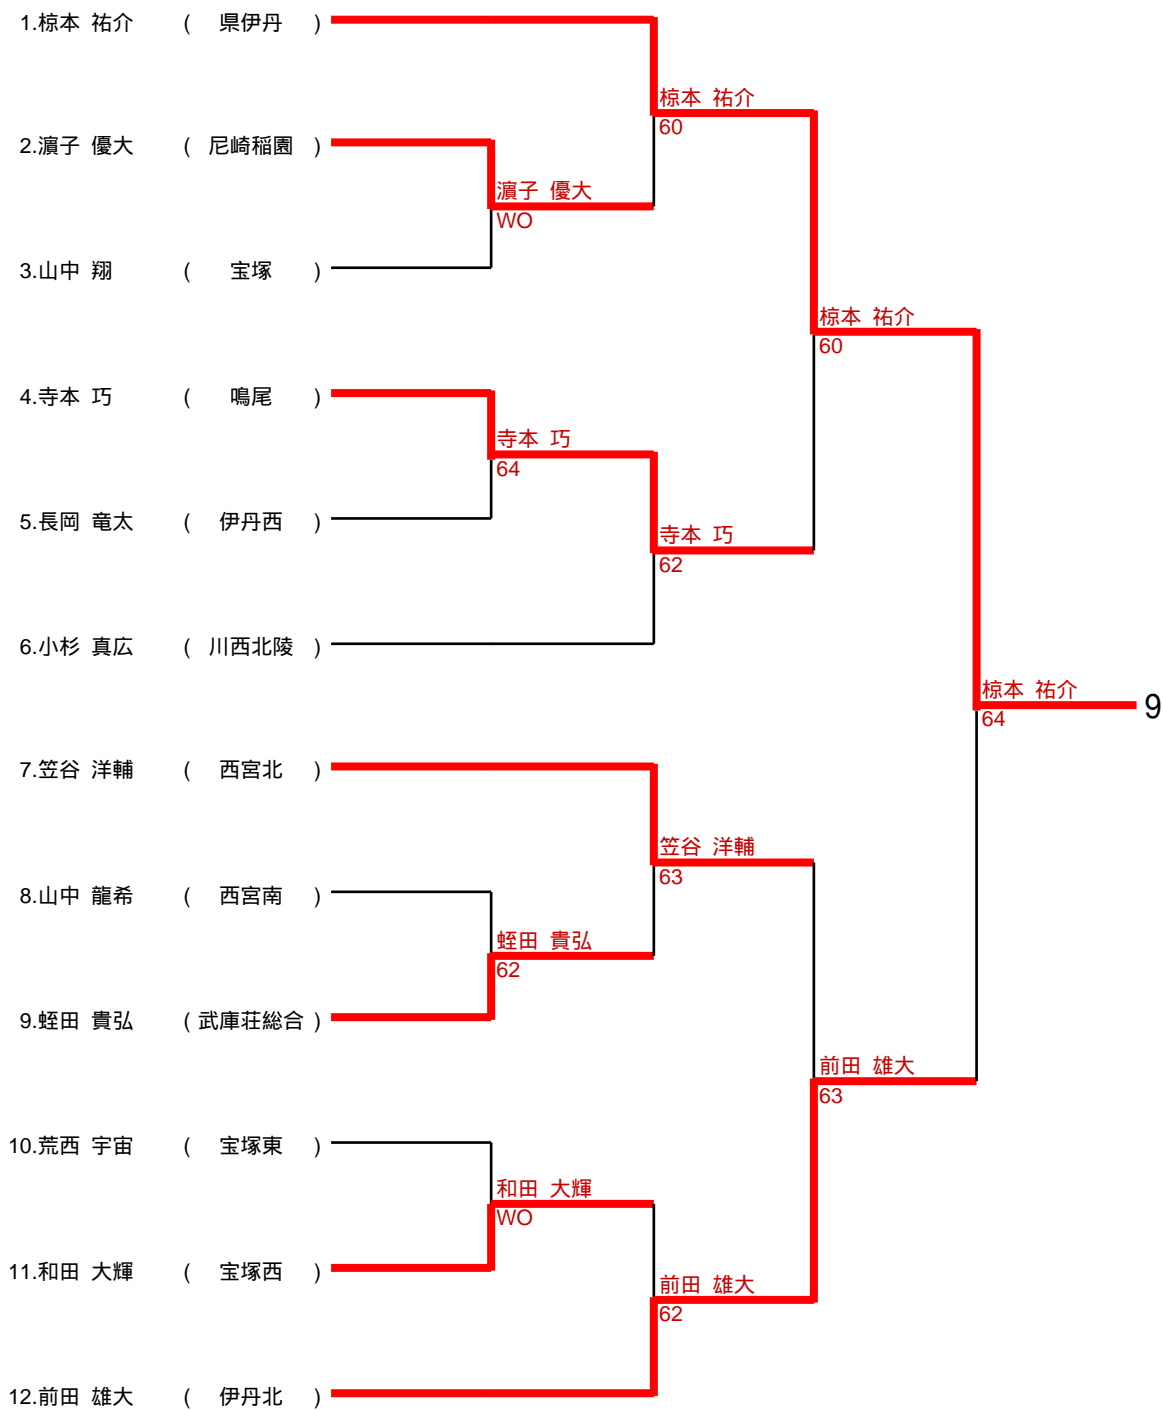 1.椋本 祐介 ( 県伊丹 )
椋本 祐介
60
2.濵子 優大 ( 尼崎稲園 )
濵子 優大
WO
3.山中 翔 ( 宝塚 )
椋本 祐介
60
4.寺本 巧 ( 鳴尾 )
寺本 巧
64
5.長岡 竜太 ( 伊丹西 )
寺本 巧
62
6.小杉 真広 ( 川西北陵 )
椋本 祐介
64
9
7.笠谷 洋輔 ( 西宮北 )
笠谷 洋輔
63
8.山中 龍希 ( 西宮南 )
蛭田 貴弘
62
9.蛭田 貴弘 ( 武庫荘総合 )
前田 雄大
63
10.荒西 宇宙 ( 宝塚東 )
和田 大輝
WO
11.和田 大輝 ( 宝塚西 )
前田 雄大
62
12.前田 雄大 ( 伊丹北 )